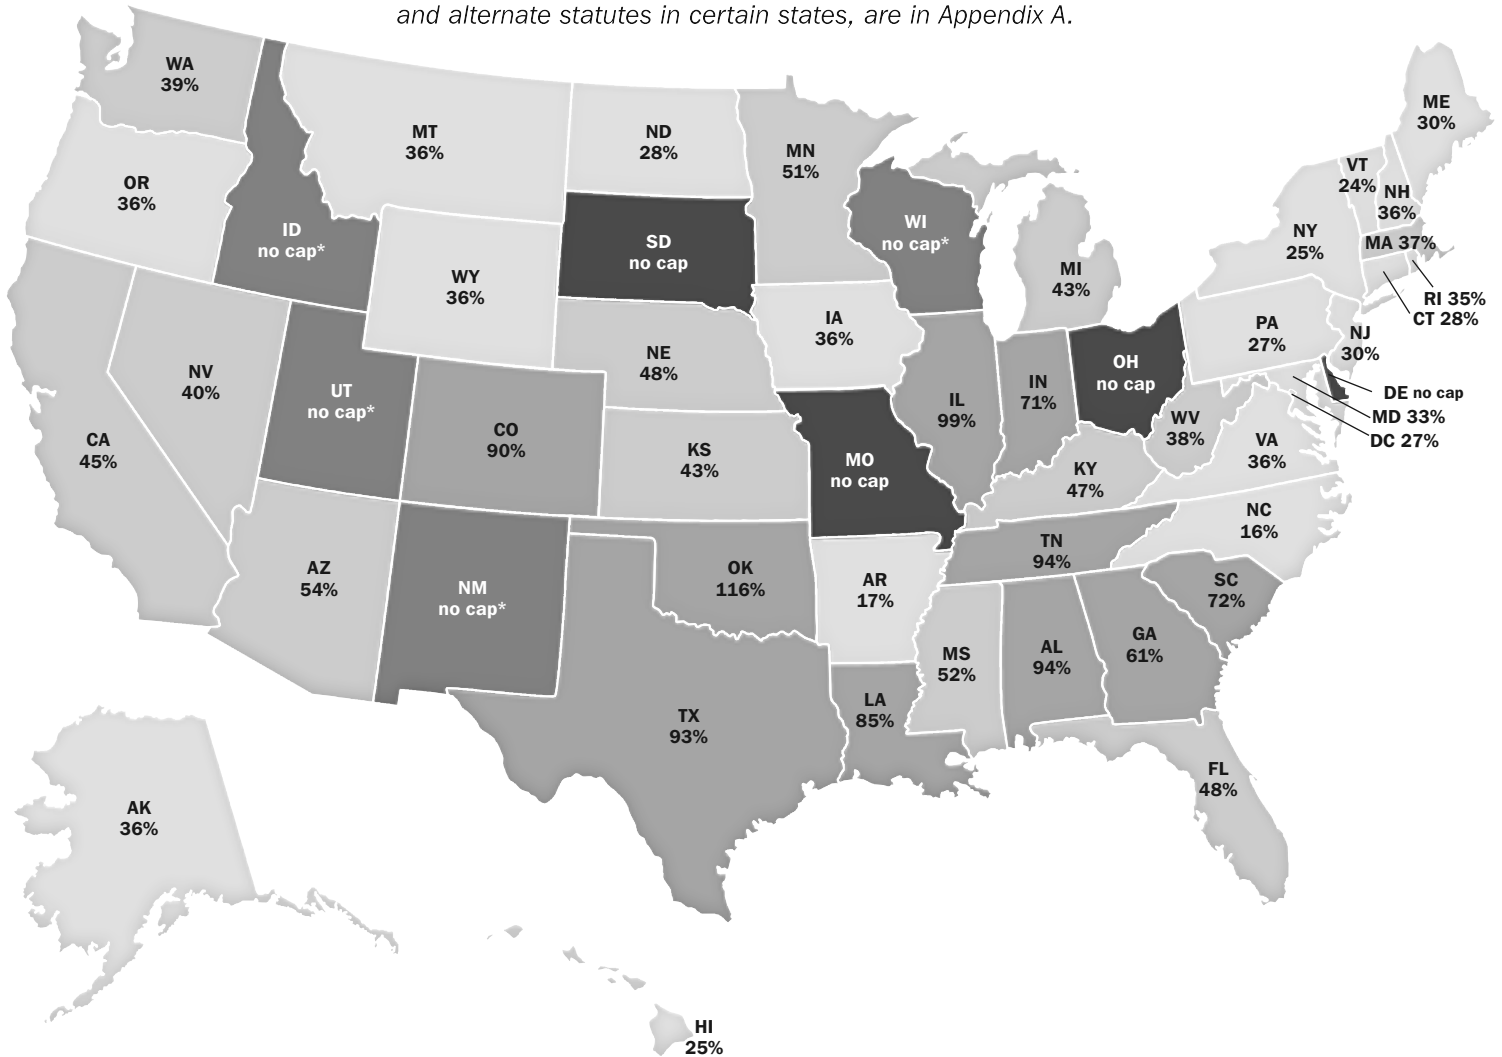 and alternate statutes in certain states, are in Appendix A.
WA
39%
MT
36%
ND
28%
MN
51%
ME
30%
VT
24%
NH
36%
OR
36%
ID
no cap*
SD
no cap
WI
no cap*
NY
25%
MA 37%
WY
36%
MI
43%
RI 35%
CT 28%
IA
36%
PA
27%
NJ
30%
NE
48%
NV
40%
UT
no cap*
OH
no cap
IN
71%
DE no cap
IL
99%
MD 33%
WV
38%
DC 27%
CO
90%
CA
45%
KS
43%
MO
no cap
KY
47%
VA
36%
NC
16%
TN
94%
AZ
54%
NM
no cap*
OK
116%
AR
17%
SC
72%
MS
52%
AL
94%
GA
61%
LA
85%
TX
93%
FL
48%
AK
36%
HI
25%